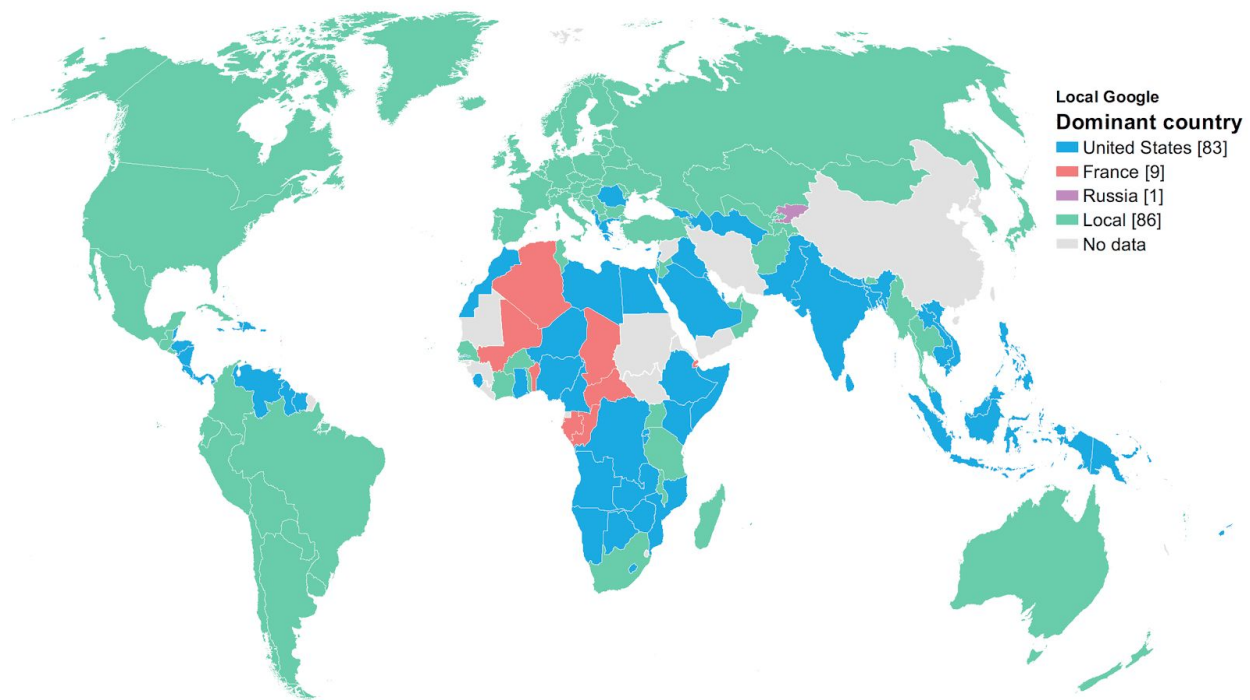 Local Google
Dominant country
United States [83]
France [9]
Russia [1]
Local [86]
No data